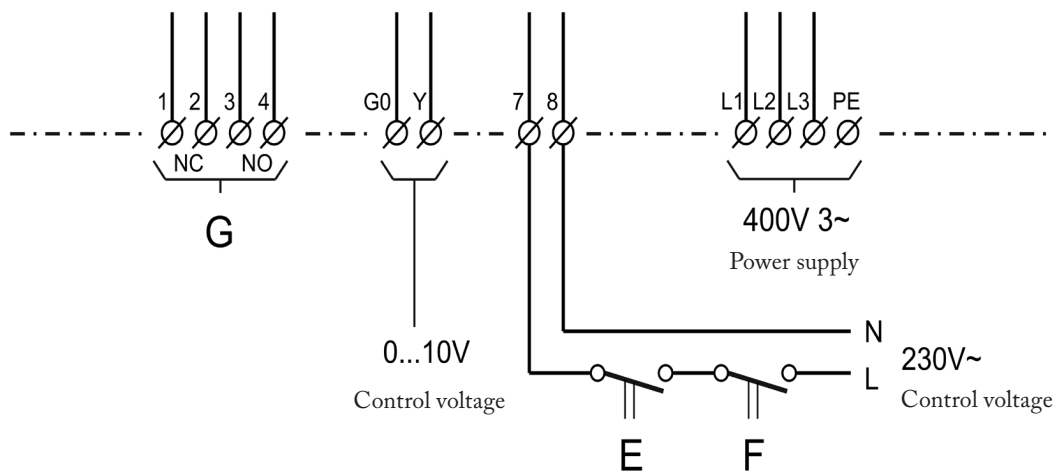 1 2 3 4 G0 Y 7 8 L1 L2 L3 PE
NC NO
G
400V 3~
Power supply
N
0...10V
230V~
L
Control voltage
Control voltage
E F